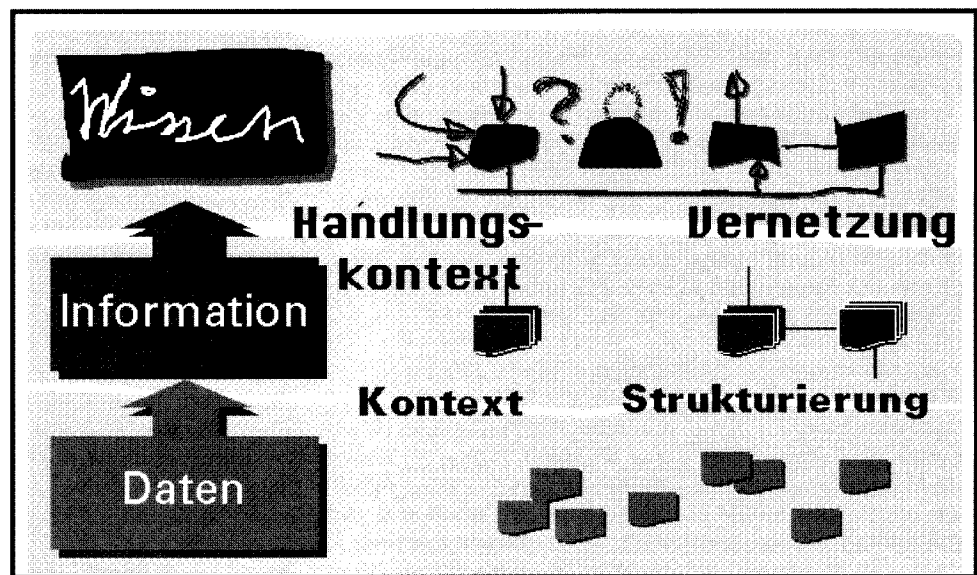 Wissen
? !
Handlungs-
kontext
Vernetzung
Information
Kontext
Strukturierung
Daten